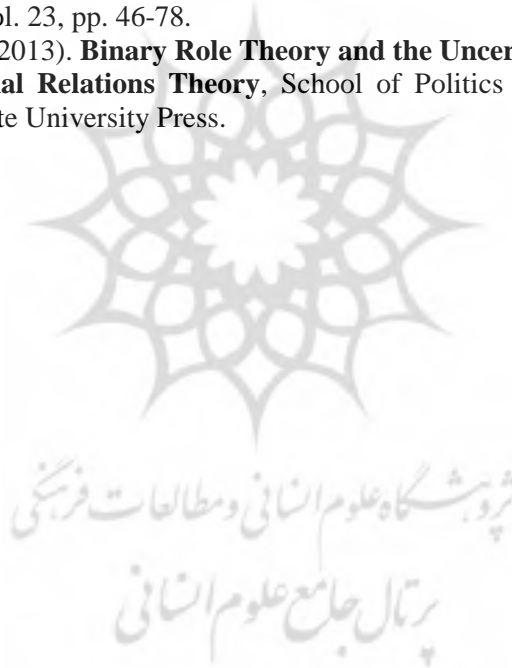 ol. 23, pp. 46-78.
2013). Binary Role Theory and the Uncer
al Relations Theory, School of Politics
te University Press.
پژوهشگاه علوم انسانی و مطالعات فرهنگی
پرتال جامع علوم انسانی